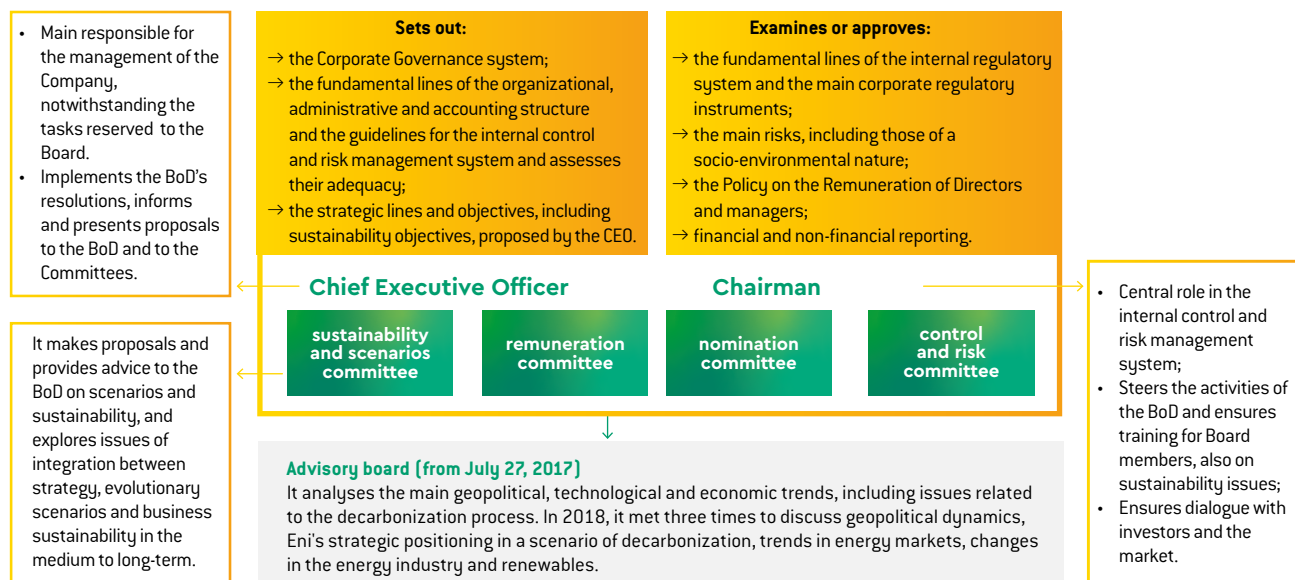 • Main responsible for
the management of the
Company,
notwithstanding the
tasks reserved to the
Board.
• Implements the BoD's
resolutions, informs
and presents proposals
to the BoD and to the
Committees.
It makes proposals and
provides advice to the
BoD on scenarios and
sustainability, and
explores issues of
integration between
strategy, evolutionary
scenarios and business
sustainability in the
medium to long-term.
Sets out:
→ the Corporate Governance system;
→ the fundamental lines of the organizational,
administrative and accounting structure
and the guidelines for the internal control
and risk management system and assesses
their adequacy;
→ the strategic lines and objectives, including
sustainability objectives, proposed by the CEO.
Examines or approves:
→ the fundamental lines of the internal regulatory
system and the main corporate regulatory
instruments;
→ the main risks, including those of a
socio-environmental nature;
→ the Policy on the Remuneration of Directors
and managers;
→ financial and non-financial reporting.
Chief Executive Officer
Chairman
sustainability
and scenarios
committee
remuneration
committee
nomination
committee
control
and risk
committee
Advisory board (from July 27, 2017)
It analyses the main geopolitical, technological and economic trends, including issues related
to the decarbonization process. In 2018, it met three times to discuss geopolitical dynamics,
Eni's strategic positioning in a scenario of decarbonization, trends in energy markets, changes
in the energy industry and renewables.
• Central role in the
internal control and
risk management
system;
• Steers the activities of
the BoD and ensures
training for Board
members, also on
sustainability issues;
• Ensures dialogue with
investors and the
market.